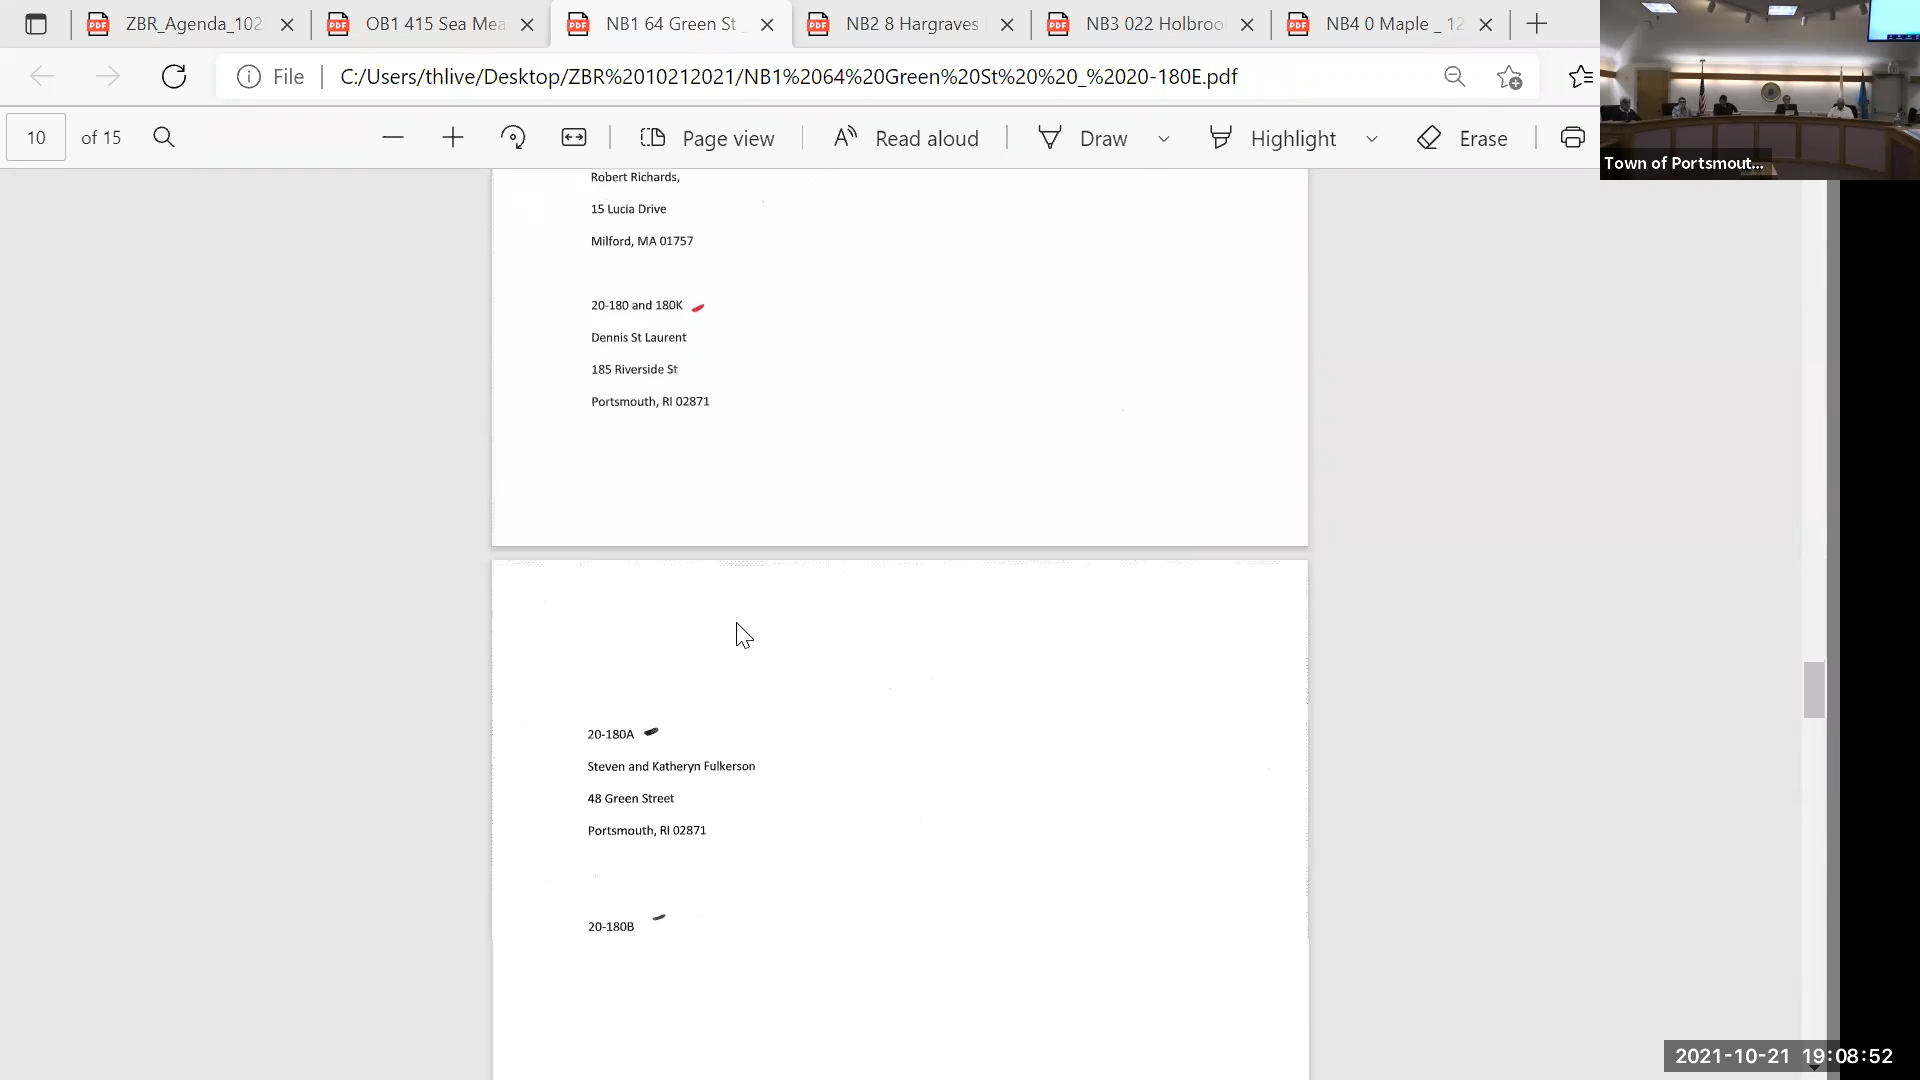 ZBR_Agenda_102
OB1 415 Sea Mea
NB1 64 Green St _
NB2 8 Hargraves
NB3 022 Holbroo
NB4 0 Maple _ 12
File
C:/Users/thlive/Desktop/ZBR%2010212021/NB1%2064%20Green%20St%20%20_%2020-180E.pdf
10 of 15
Page view
Read aloud
Draw
Highlight
Erase
Town of Portsmout...
Robert Richards,
15 Lucia Drive
Milford, MA 01757
20-180 and 180K
Dennis St Laurent
185 Riverside St
Portsmouth, RI 02871
20-180A
Steven and Katheryn Fulkerson
48 Green Street
Portsmouth, RI 02871
20-180B
2021-10-21 19:08:52